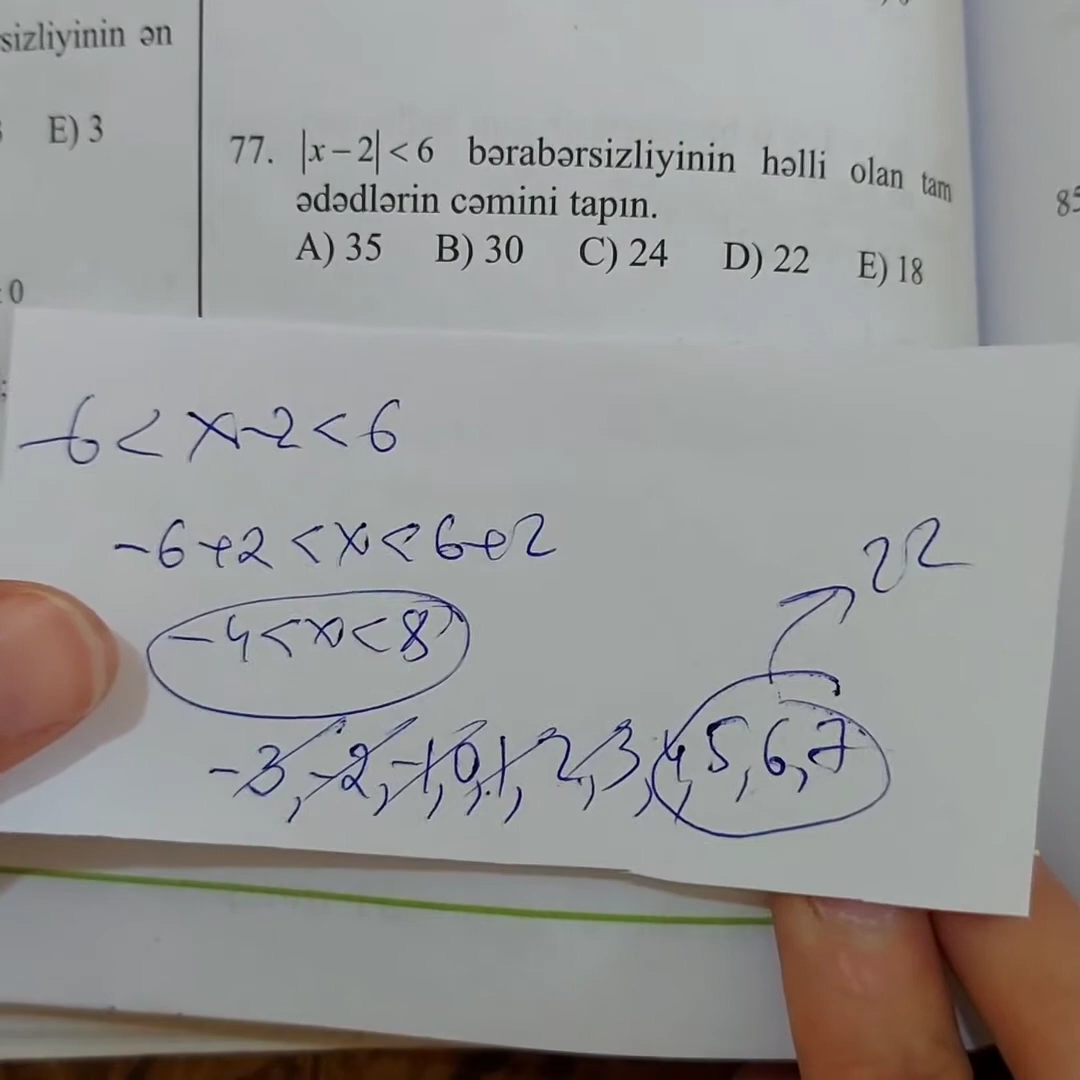 sizliyinin ən
E) 3
0
77. |x – 2| < 6 bərabərsizliyinin həlli olan tam
ədədlərin cəmini tapın.
A) 35 B) 30 C) 24 D) 22 E) 18
85
-6 < x-2 < 6
-6+2 < x < 6+2
-4 < x < 8
22
-3, -2, -1, 0, 1, 2, 3, 4, 5, 6, 7